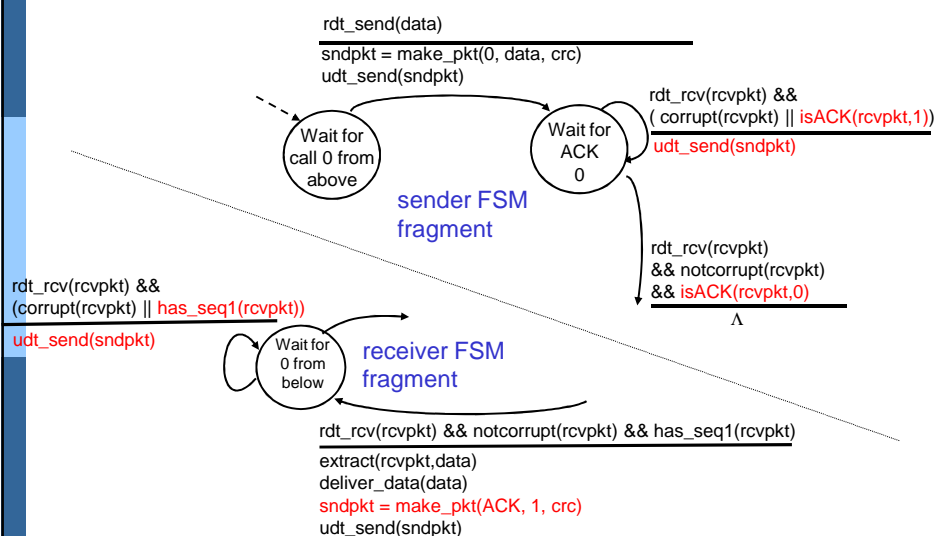 rdt_send(data)
sndpkt = make_pkt(0, data, crc)
udt_send(sndpkt)
Wait for
call 0 from
above
Wait for
ACK
0
rdt_rcv(rcvpkt) &&
( corrupt(rcvpkt) || isACK(rcvpkt,1))
udt_send(sndpkt)
sender FSM
fragment
rdt_rcv(rcvpkt)
&& notcorrupt(rcvpkt)
&& isACK(rcvpkt,0)
Λ
rdt_rcv(rcvpkt) &&
(corrupt(rcvpkt) || has_seq1(rcvpkt))
udt_send(sndpkt)
Wait for
0 from
below
receiver FSM
fragment
rdt_rcv(rcvpkt) && notcorrupt(rcvpkt) && has_seq1(rcvpkt)
extract(rcvpkt,data)
deliver_data(data)
sndpkt = make_pkt(ACK, 1, crc)
udt_send(sndpkt)